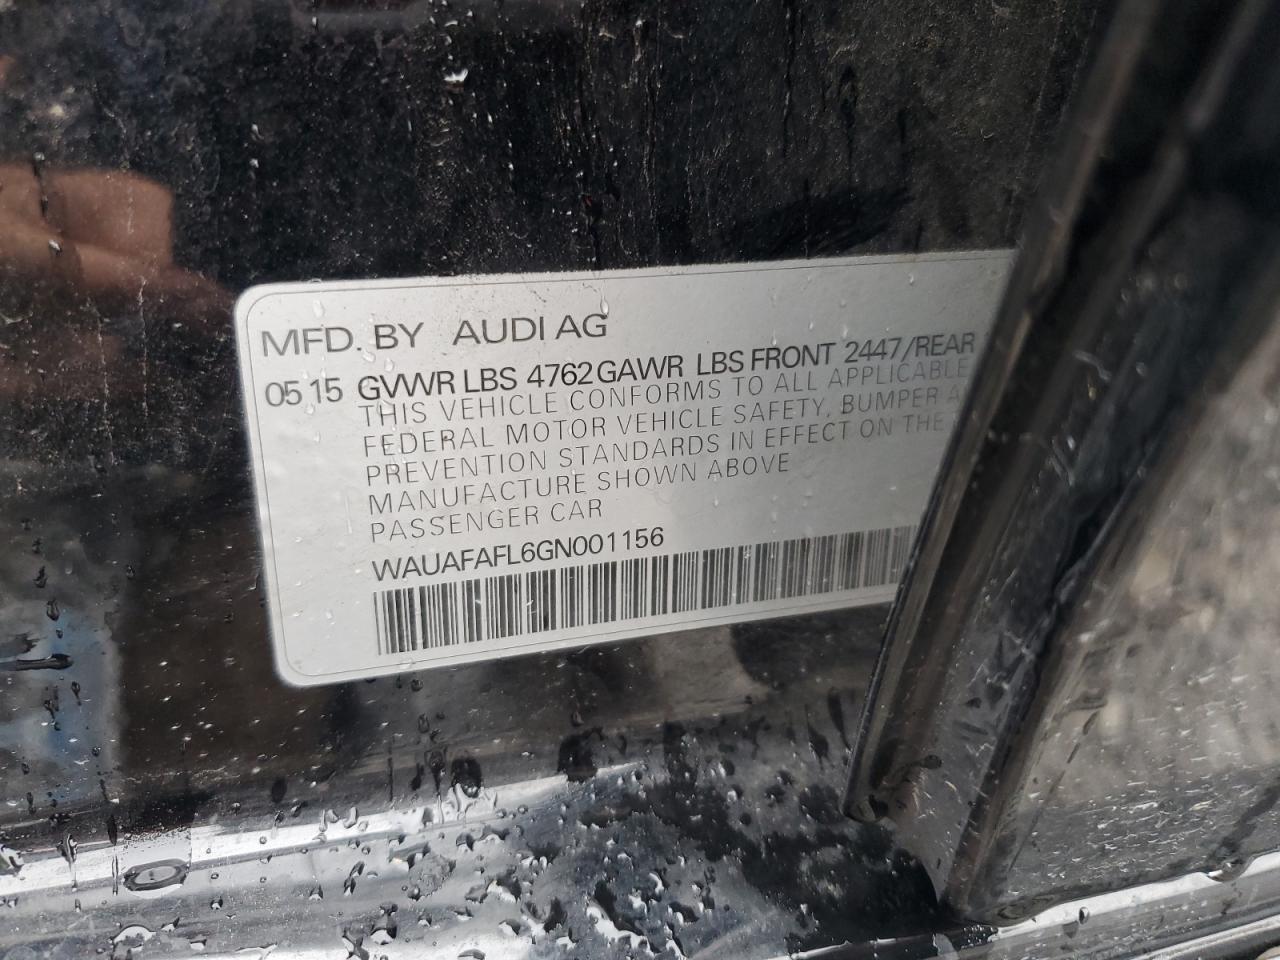 MFD. BY AUDI AG
05 15 GVWR LBS 4762 GAWR LBS FRONT 2447/REAR
THIS VEHICLE CONFORMS TO ALL APPLICABLE
FEDERAL MOTOR VEHICLE SAFETY, BUMPER
PREVENTION STANDARDS IN EFFECT ON THE
MANUFACTURE SHOWN ABOVE
PASSENGER CAR
WAUAFAFL6GN001156